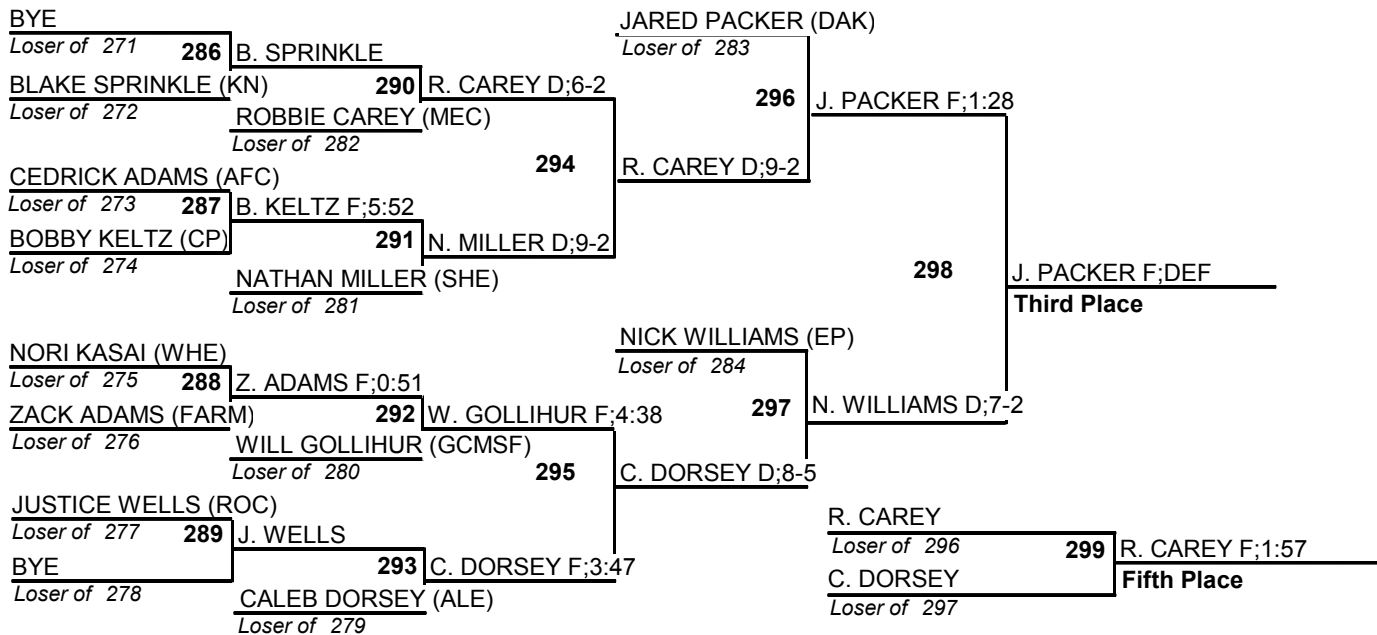 BYE
Loser of 271
286
B. SPRINKLE
BLAKE SPRINKLE (KN)
Loser of 272
290
R. CAREY D;6-2
ROBBIE CAREY (MEC)
Loser of 282
CEDRICK ADAMS (AFC)
Loser of 273
287
B. KELTZ F;5:52
BOBBY KELTZ (CP)
Loser of 274
291
N. MILLER D;9-2
NATHAN MILLER (SHE)
Loser of 281
294
R. CAREY D;9-2
JARED PACKER (DAK)
Loser of 283
296
J. PACKER F;1:28
NORI KASAI (WHE)
Loser of 275
288
Z. ADAMS F;0:51
ZACK ADAMS (FARM)
Loser of 276
292
W. GOLLIHUR F;4:38
WILL GOLLIHUR (GCMSF)
Loser of 280
JUSTICE WELLS (ROC)
Loser of 277
289
J. WELLS
BYE
Loser of 278
293
C. DORSEY F;3:47
CALEB DORSEY (ALE)
Loser of 279
295
C. DORSEY D;8-5
NICK WILLIAMS (EP)
Loser of 284
297
N. WILLIAMS D;7-2
298
J. PACKER F;DEF
Third Place
R. CAREY
Loser of 296
299
R. CAREY F;1:57
C. DORSEY
Fifth Place
Loser of 297